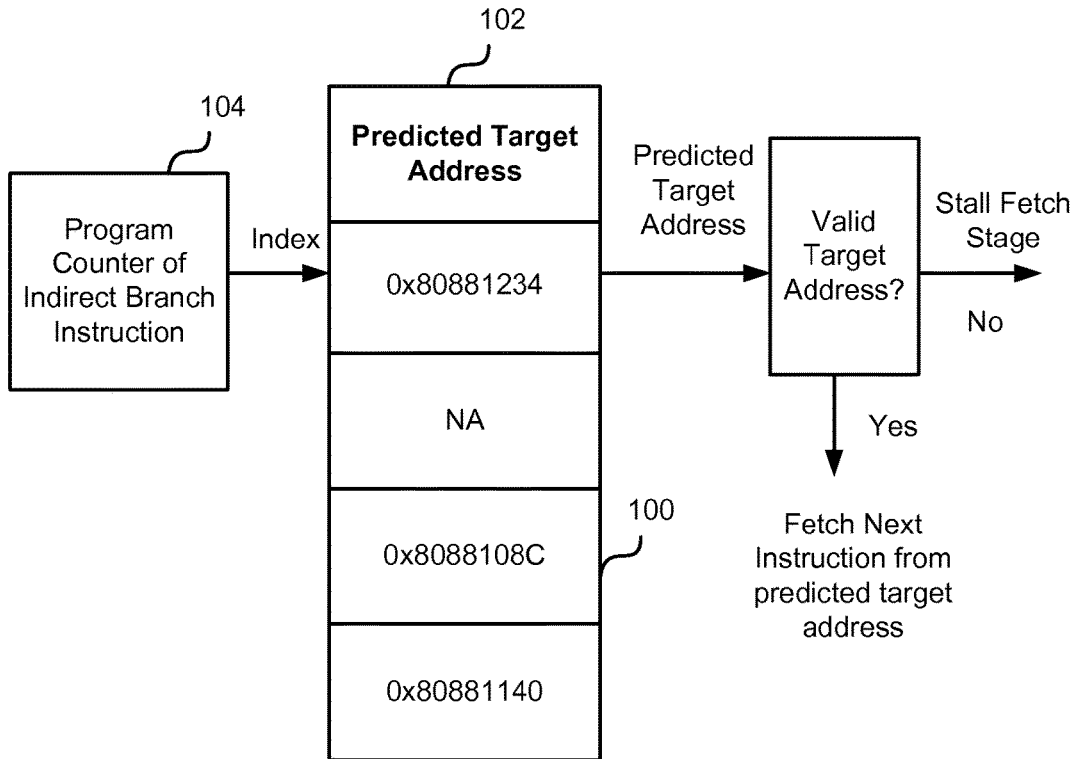 102
104
Program
Counter of
Indirect Branch
Instruction
Index
Predicted Target
Address
0x80881234
NA
0x8088108C
0x80881140
100
Predicted
Target
Address
Valid
Target
Address?
Stall Fetch
Stage
No
Yes
Fetch Next
Instruction from
predicted target
address